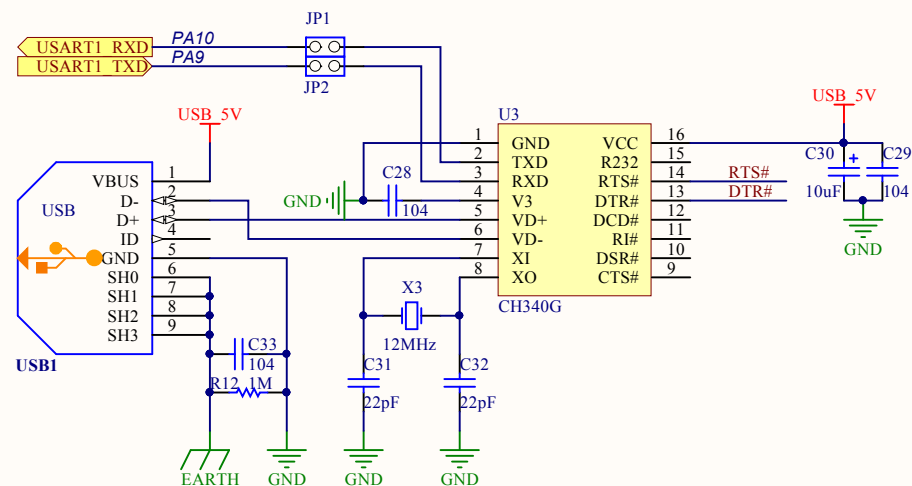 JP1
USART1_RXD PA10
USART1_TXD PA9
JP2
USB_5V
USB_5V
U3
1 GND VCC 16
2 TXD R232 15
3 RXD RTS# 14 RTS#
4 V3 DTR# 13 DTR#
5 VD+ DCD# 12
6 VD- RI# 11
7 XI DSR# 10
8 XO CTS# 9
CH340G
C30 C29
10uF 104
GND
GND C28
104
USB
VBUS 1
D- 2
D+ 3
ID 4
GND 5
SH0 6
SH1 7
SH2 8
SH3 9
USB1
X3
12MHz
C33
104
R12 1M
C31 C32
22pF 22pF
EARTH GND GND GND